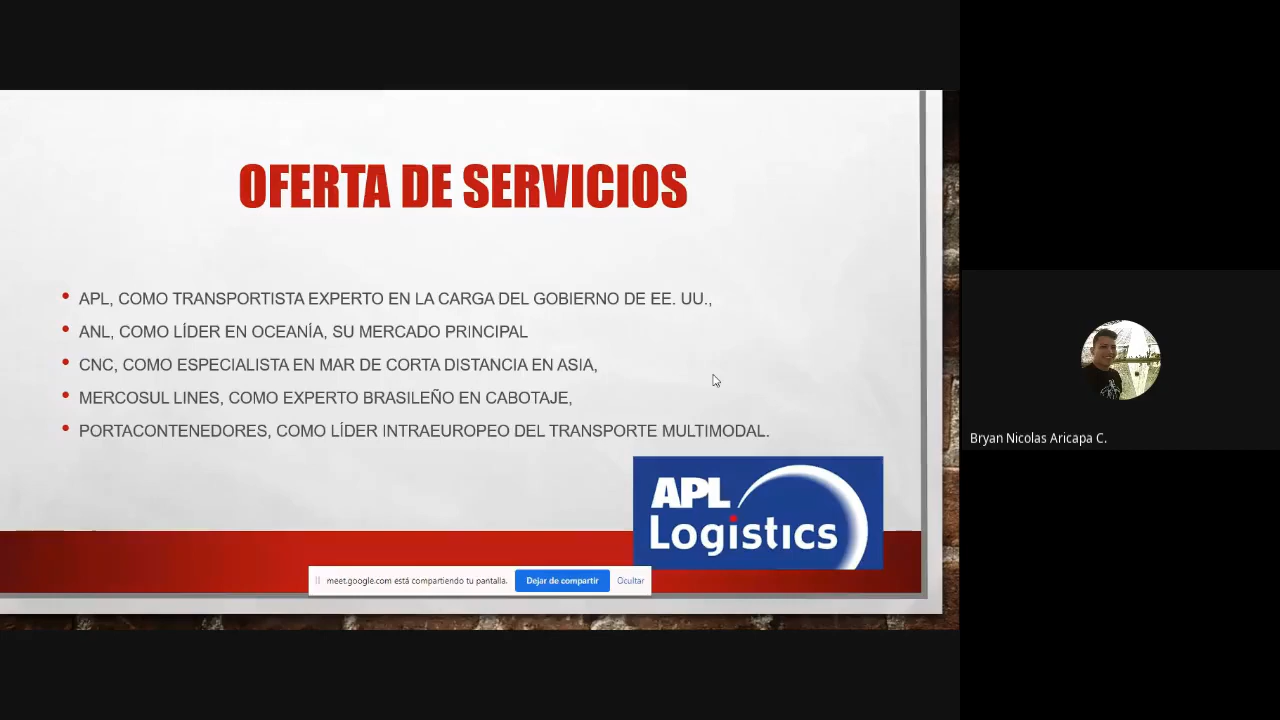 OFERTA DE SERVICIOS
• APL, COMO TRANSPORTISTA EXPERTO EN LA CARGA DEL GOBIERNO DE EE. UU.,
• ANL, COMO LÍDER EN OCEANÍA, SU MERCADO PRINCIPAL
• CNC, COMO ESPECIALISTA EN MAR DE CORTA DISTANCIA EN ASIA,
• MERCOSUL LINES, COMO EXPERTO BRASILEÑO EN CABOTAJE,
• PORTACONTENEDORES, COMO LÍDER INTRAEUROPEO DEL TRANSPORTE MULTIMODAL.
APL
Logistics
meet.google.com está compartiendo tu pantalla. Dejar de compartir Ocultar
Bryan Nicolas Aricapa C.